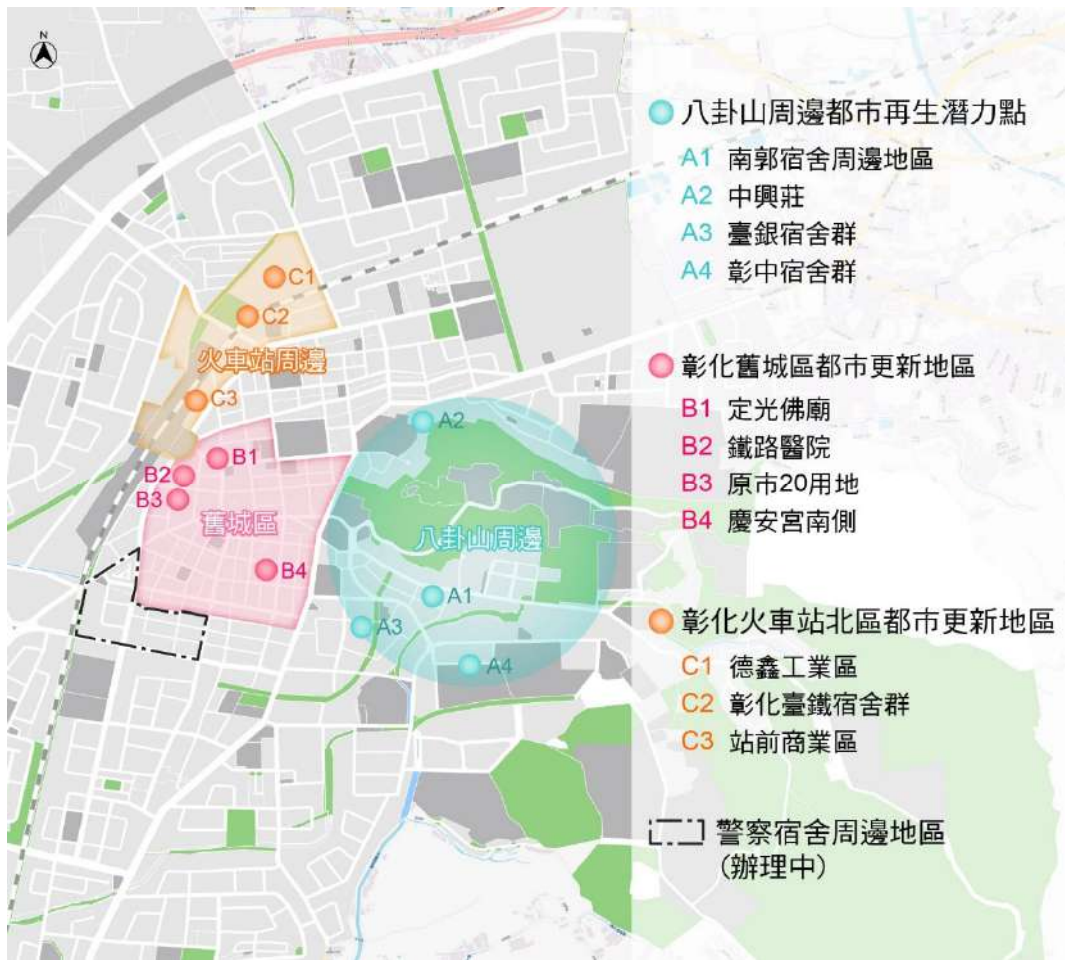 N
八卦山周邊都市再生潛力點
A1 南郭宿舍周邊地區
A2 中興莊
A3 臺銀宿舍群
A4 彰中宿舍群
彰化舊城區都市更新地區
B1 定光佛廟
B2 鐵路醫院
B3 原市20用地
B4 慶安宮南側
彰化火車站北區都市更新地區
C1 德鑫工業區
C2 彰化臺鐵宿舍群
C3 站前商業區
警察宿舍周邊地區
(辦理中)
C1
C2
火車站周邊
C3
A2
B1
B2
B3
舊城區
八卦山周邊
B4
A1
A3
A4